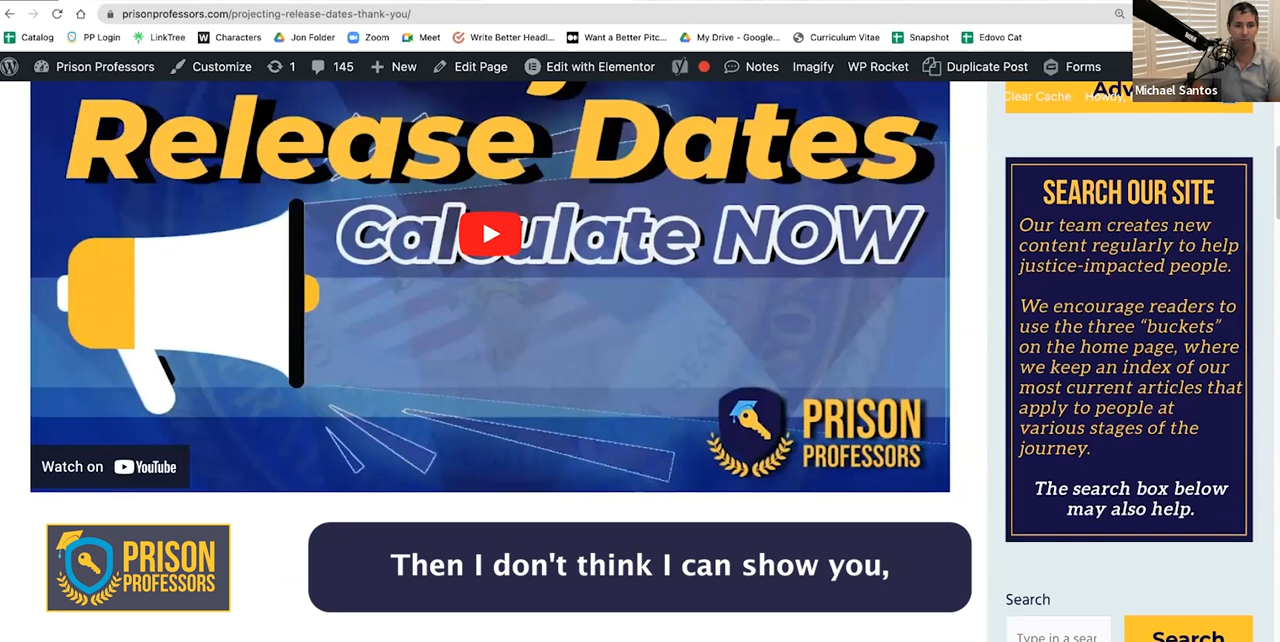 prisonprofessors.com/projecting-release-dates-thank-you/
Catalog PP Login LinkTree Characters Jon Folder Zoom Meet Write Better Headl... Want a Better Pitc... My Drive - Google... Curriculum Vitae Snapshot Edovo Cat
Prison Professors Customize 1 145 New Edit Page Edit with Elementor Notes Imagify WP Rocket Duplicate Post Forms
Michael Santos
Clear Cache Howdy,
Release Dates
Calculate NOW
PRISON
PROFESSORS
Watch on YouTube
PRISON
PROFESSORS
Then I don't think I can show you,
SEARCH OUR SITE
Our team creates new
content regularly to help
justice-impacted people.
We encourage readers to
use the three “buckets”
on the home page, where
we keep an index of our
most current articles that
apply to people at
various stages of the
journey.
The search box below
may also help.
Search
Type in a sear
Search